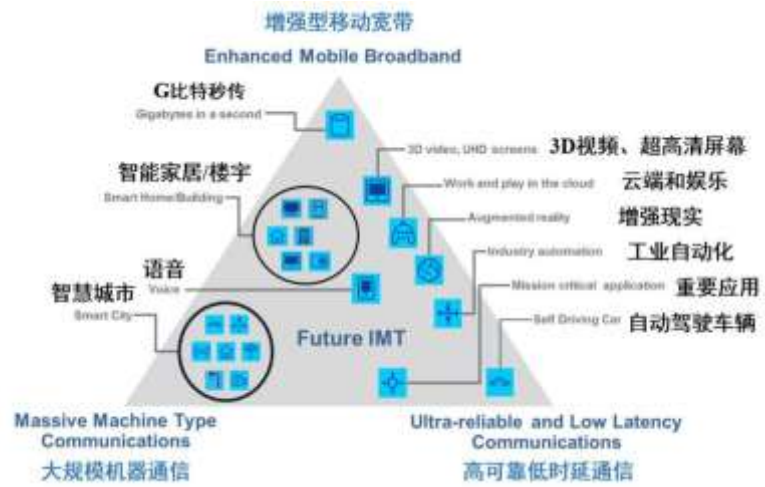 增强型移动宽带
Enhanced Mobile Broadband
G比特秒传
Gigabytes in a second
3D video, UHD screens
3D视频、超高清屏幕
智能家居/楼宇
Smart Home/Building
Work and play in the cloud
云端和娱乐
Augmented reality
增强现实
Industry automation
工业自动化
语音
Voice
Mission critical application
重要应用
智慧城市
Smart City
Self Driving Car
自动驾驶车辆
Future IMT
Massive Machine Type
Communications
大规模机器通信
Ultra-reliable and Low Latency
Communications
高可靠低时延通信